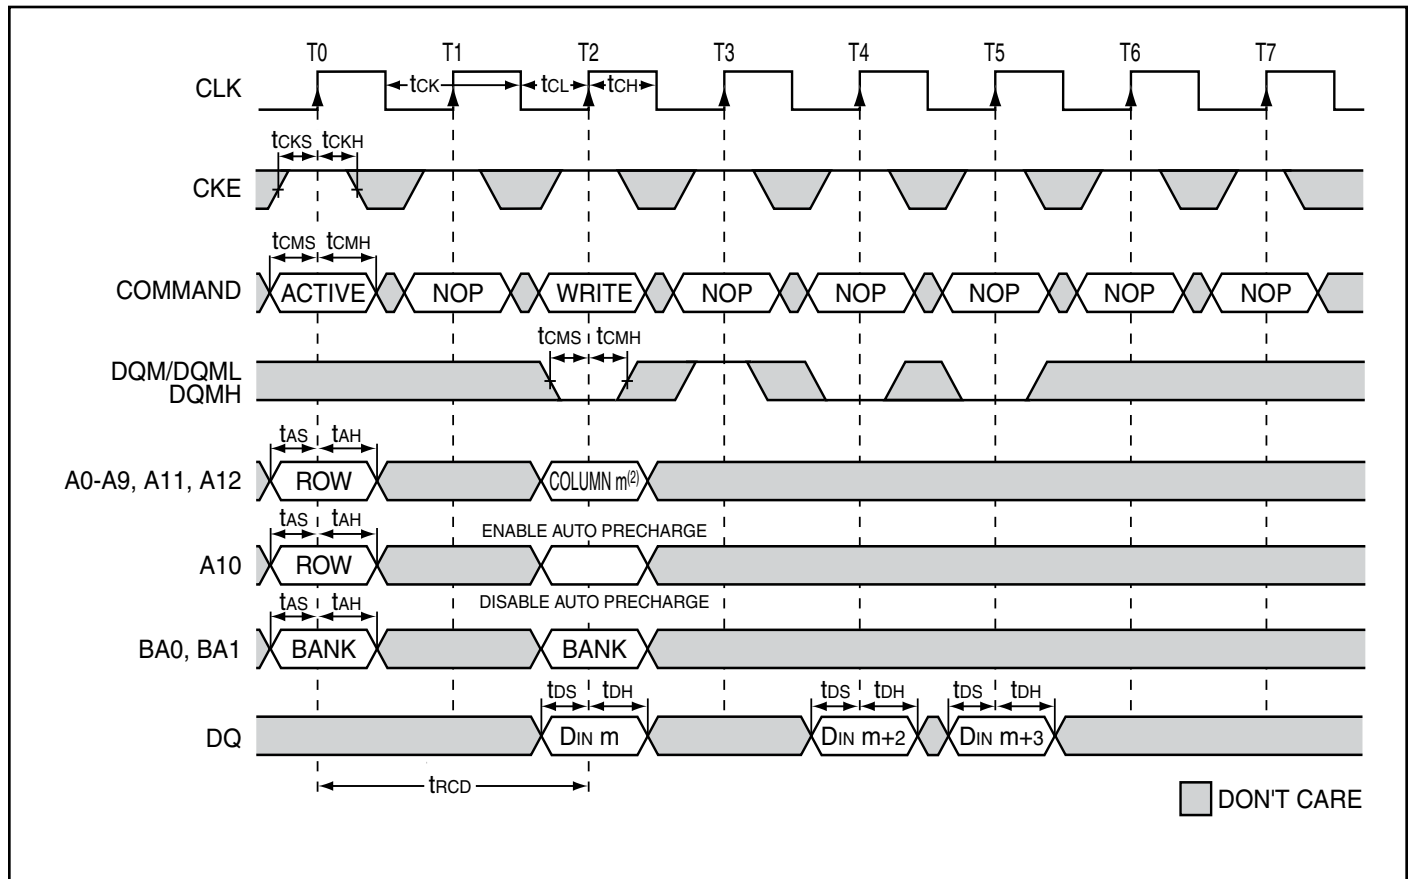 T0 T1 T2 T3 T4 T5 T6 T7
CLK tCK tCL tCH
tCKS tCKH
CKE
tCMS tCMH
COMMAND ACTIVE NOP WRITE NOP NOP NOP NOP NOP
tCMS tCMH
DQM/DQML
DQMH
tAS tAH
A0-A9, A11, A12 ROW COLUMN m(2)
tAS tAH ENABLE AUTO PRECHARGE
A10 ROW
tAS tAH DISABLE AUTO PRECHARGE
BA0, BA1 BANK BANK
tDS tDH tDS tDH tDS tDH
DQ DIN m DIN m+2 DIN m+3
tRCD
DON'T CARE